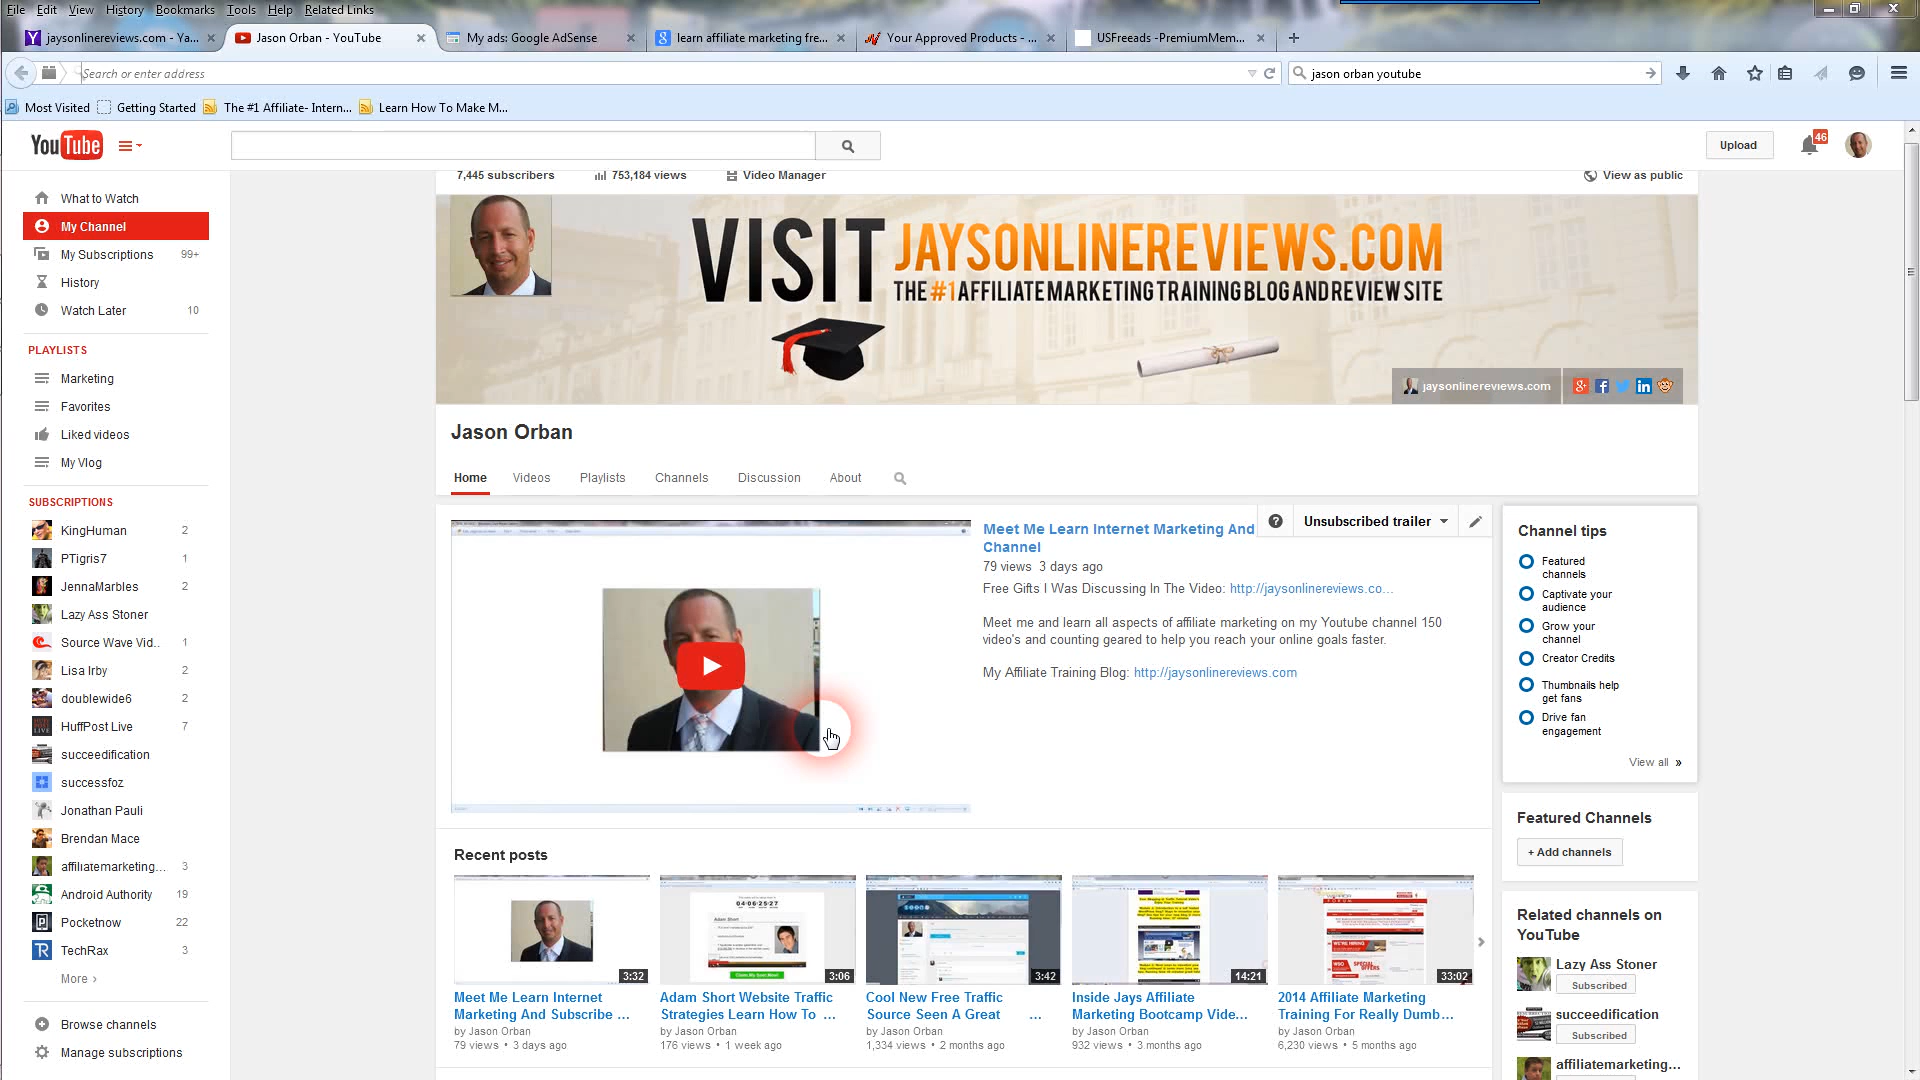 File Edit View History Bookmarks Tools Help Related Links
jaysonlinereviews.com - Ya... Jason Orban - YouTube My ads: Google AdSense learn affiliate marketing fre... Your Approved Products - ... USFreeads -PremiumMem...
Search or enter address jason orban youtube
Most Visited Getting Started The #1 Affiliate- Intern... Learn How To Make M...
YouTube Upload 46
7,445 subscribers 753,184 views Video Manager View as public
What to Watch
My Channel
My Subscriptions 99+
History
Watch Later 10
PLAYLISTS
Marketing
Favorites
Liked videos
My Vlog
SUBSCRIPTIONS
KingHuman 2
PTigris7 1
JennaMarbles 2
Lazy Ass Stoner
Source Wave Vid.. 1
Lisa Irby 2
doublewide6 2
HuffPost Live 7
succeedification
successfoz
Jonathan Pauli
Brendan Mace
affiliatemarketing... 3
Android Authority 19
Pocketnow 22
TechRax 3
More ›
Browse channels
Manage subscriptions
VISIT JAYSONLINEREVIEWS.COM
THE #1 AFFILIATE MARKETING TRAINING BLOG AND REVIEW SITE
jaysonlinereviews.com
Jason Orban
Home Videos Playlists Channels Discussion About
Meet Me Learn Internet Marketing And
Channel
Unsubscribed trailer
79 views 3 days ago
Free Gifts I Was Discussing In The Video: http://jaysonlinereviews.co...
Meet me and learn all aspects of affiliate marketing on my Youtube channel 150
video's and counting geared to help you reach your online goals faster.
My Affiliate Training Blog: http://jaysonlinereviews.com
Recent posts
3:32
Meet Me Learn Internet
Marketing And Subscribe ...
by Jason Orban
79 views • 3 days ago
04:06:25:27
Adam Short
3:06
Adam Short Website Traffic
Strategies Learn How To ...
by Jason Orban
176 views • 1 week ago
3:42
Cool New Free Traffic
Source Seen A Great ...
by Jason Orban
1,334 views • 2 months ago
14:21
Inside Jays Affiliate
Marketing Bootcamp Vide...
by Jason Orban
932 views • 3 months ago
WE'RE HIRING
SPECIAL
OFFERS
33:02
2014 Affiliate Marketing
Training For Really Dumb...
by Jason Orban
6,230 views • 5 months ago
Channel tips
Featured
channels
Captivate your
audience
Grow your
channel
Creator Credits
Thumbnails help
get fans
Drive fan
engagement
View all »
Featured Channels
+ Add channels
Related channels on
YouTube
Lazy Ass Stoner
Subscribed
succeedification
Subscribed
affiliatemarketing...